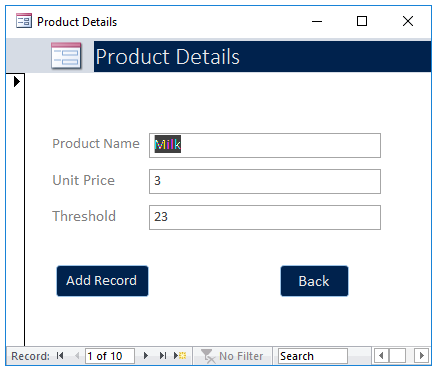 Product Details
Product Details
Product Name Milk
Unit Price 3
Threshold 23
Add Record Back
Record: 1 of 10 No Filter Search